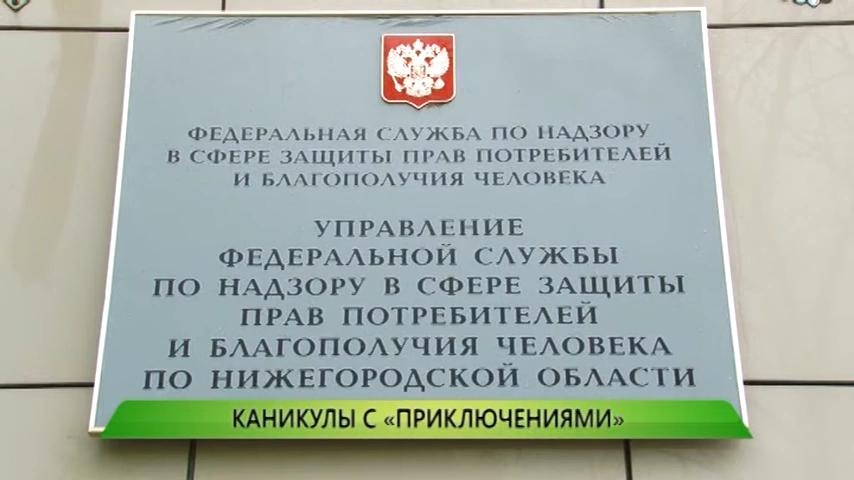 ФЕДЕРАЛЬНАЯ СЛУЖБА ПО НАДЗОРУ
В СФЕРЕ ЗАЩИТЫ ПРАВ ПОТРЕБИТЕЛЕЙ
И БЛАГОПОЛУЧИЯ ЧЕЛОВЕКА
УПРАВЛЕНИЕ
ФЕДЕРАЛЬНОЙ СЛУЖБЫ
ПО НАДЗОРУ В СФЕРЕ ЗАЩИТЫ
ПРАВ ПОТРЕБИТЕЛЕЙ
И БЛАГОПОЛУЧИЯ ЧЕЛОВЕКА
ПО НИЖЕГОРОДСКОЙ ОБЛАСТИ
КАНИКУЛЫ С «ПРИКЛЮЧЕНИЯМИ»